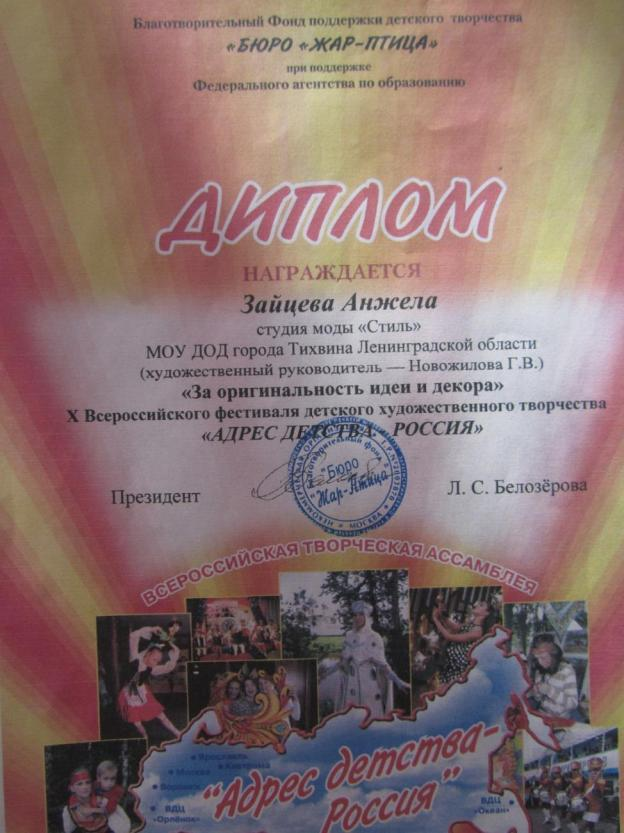 Благотворительный Фонд поддержки детского творчества
«БЮРО «ЖАР-ПТИЦА»
при поддержке
Федерального агентства по образованию
ДИПЛОМ
НАГРАЖДАЕТСЯ
Зайцева Анжела
студия моды «Стиль»
МОУ ДОД города Тихвина Ленинградской области
(художественный руководитель — Новожилова Г.В.)
«За оригинальность идеи и декора»
X Всероссийского фестиваля детского художественного творчества
«АДРЕС ДЕТСТВА - РОССИЯ»
Благотворительный фонд
"Бюро
"Жар-Птица"
МОСКВА
Президент
Л. С. Белозёрова
ВСЕРОССИЙСКАЯ ТВОРЧЕСКАЯ АССАМБЛЕЯ
"Адрес детства-
Россия"
Ярославль
Москва
Кострома
Воронеж
ВДЦ
«Орлёнок»
ВДЦ
«Океан»